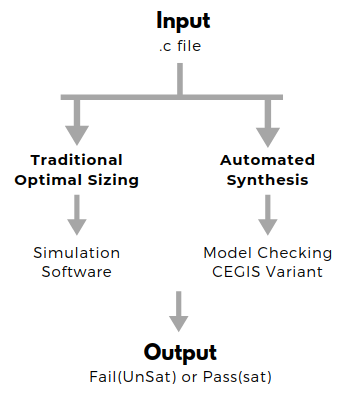 Input
.c file
Traditional
Optimal Sizing
Automated
Synthesis
Simulation
Software
Model Checking
CEGIS Variant
Output
Fail(UnSat) or Pass(sat)